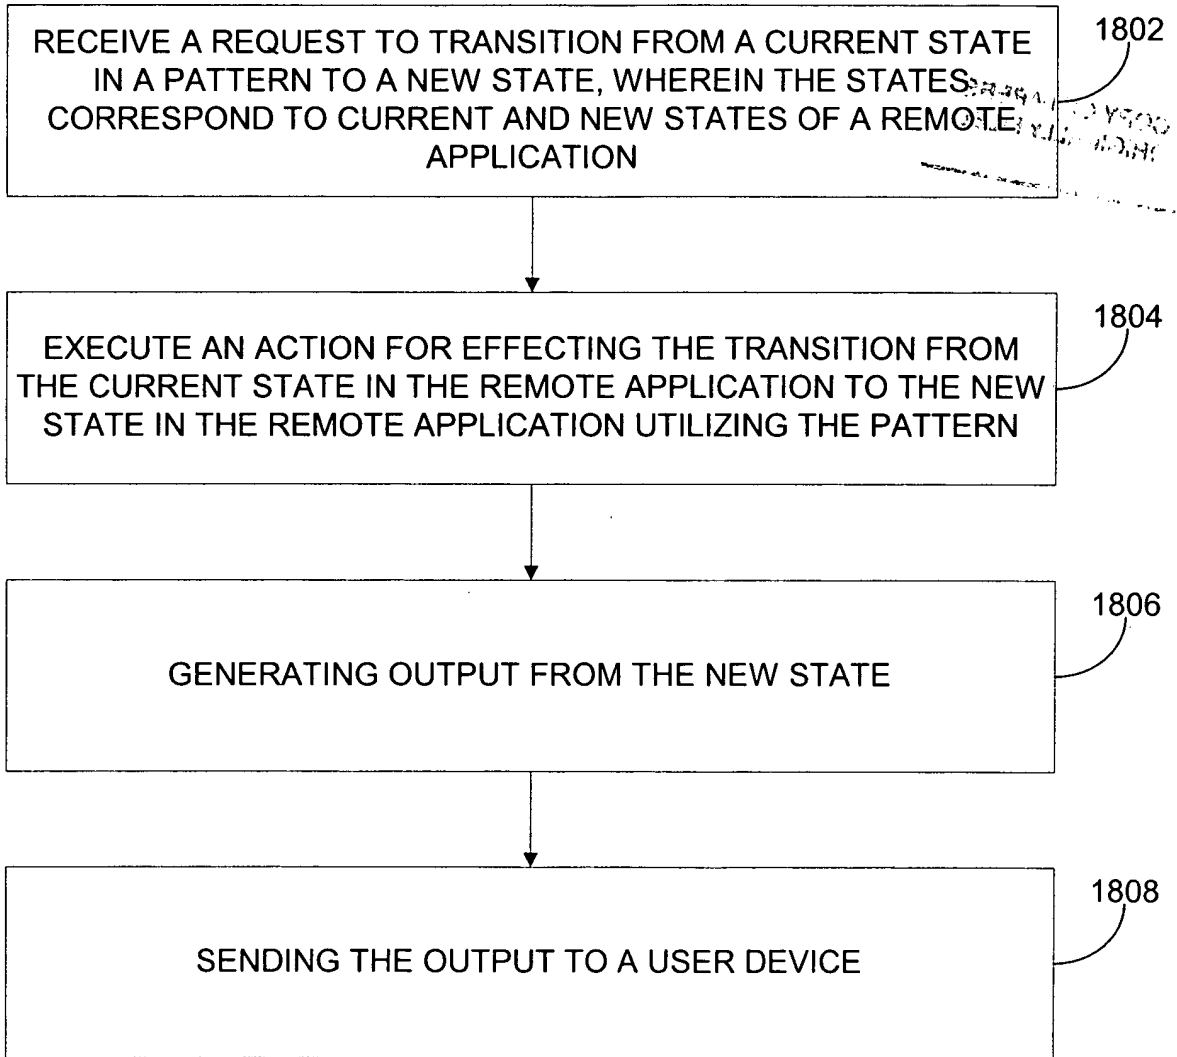 RECEIVE A REQUEST TO TRANSITION FROM A CURRENT STATE
IN A PATTERN TO A NEW STATE, WHEREIN THE STATES
CORRESPOND TO CURRENT AND NEW STATES OF A REMOTE
APPLICATION
1802
EXECUTE AN ACTION FOR EFFECTING THE TRANSITION FROM
THE CURRENT STATE IN THE REMOTE APPLICATION TO THE NEW
STATE IN THE REMOTE APPLICATION UTILIZING THE PATTERN
1804
GENERATING OUTPUT FROM THE NEW STATE
1806
SENDING THE OUTPUT TO A USER DEVICE
1808